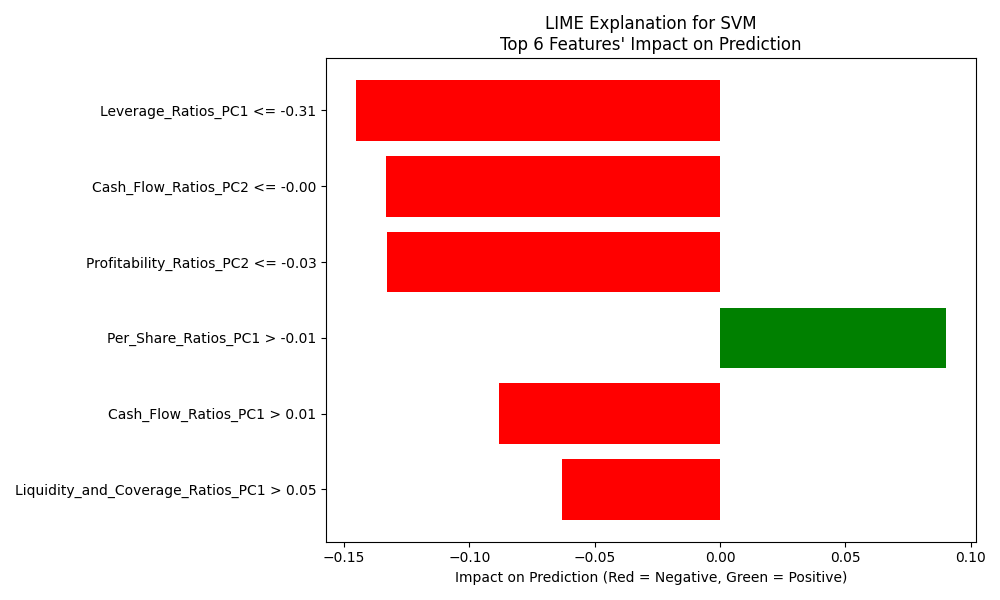 LIME Explanation for SVM
Top 6 Features' Impact on Prediction
Leverage_Ratios_PC1 <= -0.31
Cash_Flow_Ratios_PC2 <= -0.00
Profitability_Ratios_PC2 <= -0.03
Per_Share_Ratios_PC1 > -0.01
Cash_Flow_Ratios_PC1 > 0.01
Liquidity_and_Coverage_Ratios_PC1 > 0.05
−0.15 −0.10 −0.05 0.00 0.05 0.10
Impact on Prediction (Red = Negative, Green = Positive)